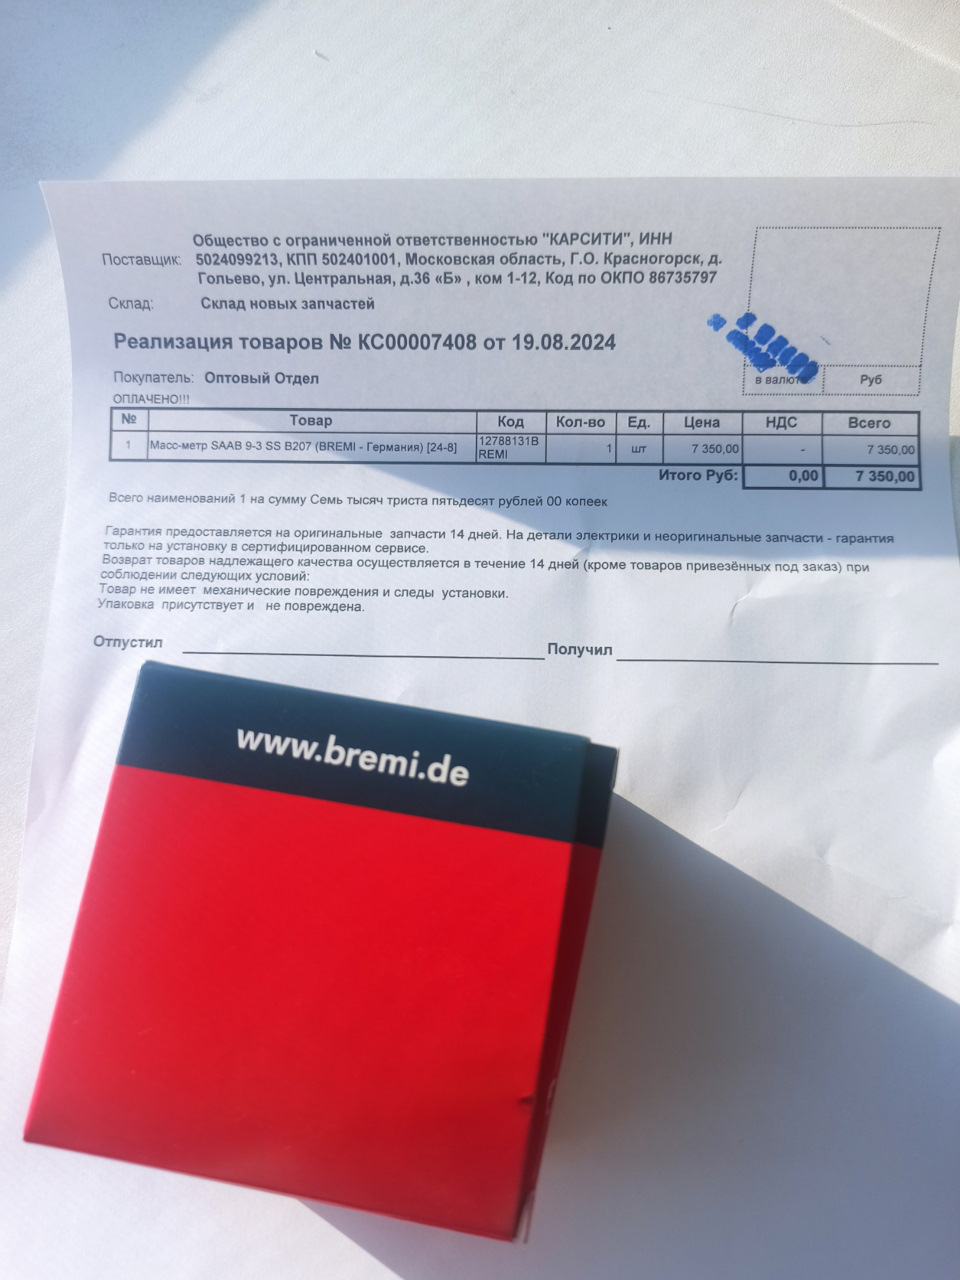 Общество с ограниченной ответственностью "КАРСИТИ", ИНН
Поставщик: 5024099213, КПП 502401001, Московская область, Г.О. Красногорск, д.
Гольево, ул. Центральная, д.36 «Б» , ком 1-12, Код по ОКПО 86735797
Склад: Склад новых запчастей
Реализация товаров № КС00007408 от 19.08.2024
Покупатель: Оптовый Отдел
в валюте Руб
ОПЛАЧЕНО!!!
№ Товар Код Кол-во Ед. Цена НДС Всего
1 Масс-метр SAAB 9-3 SS B207 (BREMI - Германия) [24-8] 12788131B 1 шт 7 350,00 - 7 350,00
REMI
Итого Руб: 0,00 7 350,00
Всего наименований 1 на сумму Семь тысяч триста пятьдесят рублей 00 копеек
Гарантия предоставляется на оригинальные запчасти 14 дней. На детали электрики и неоригинальные запчасти - гарантия
только на установку в сертифицированном сервисе.
Возврат товаров надлежащего качества осуществляется в течение 14 дней (кроме товаров привезённых под заказ) при
соблюдении следующих условий:
Товар не имеет механические повреждения и следы установки.
Упаковка присутствует и не повреждена.
Отпустил Получил
www.bremi.de